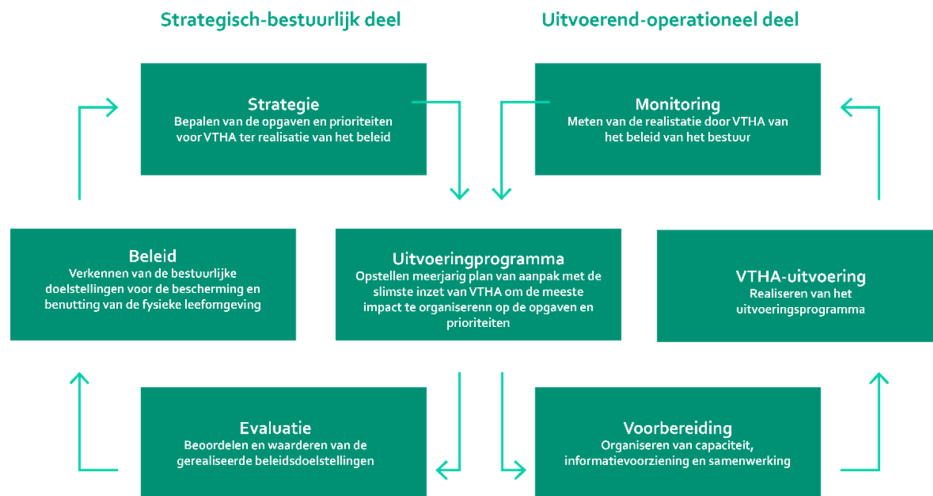 Strategisch-bestuurlijk deel
Uitvoerend-operationeel deel
Strategie
Bepalen van de opgaven en prioriteiten
voor VTHA ter realisatie van het beleid
Monitoring
Meten van de realistatie door VTHA van
het beleid van het bestuur
Beleid
Verkennen van de bestuurlijke
doelstellingen voor de bescherming en
benutting van de fysieke leefomgeving
Uitvoeringprogramma
Opstellen meerjarig plan van aanpak met de
slimste inzet van VTHA om de meeste
impact te organiserenn op de opgaven en
prioriteiten
VTHA-uitvoering
Realiseren van het
uitvoeringsprogramma
Evaluatie
Beoordelen en waarderen van de
gerealiseerde beleidsdoelstellingen
Voorbereiding
Organiseren van capaciteit,
informatievoorziening en samenwerking